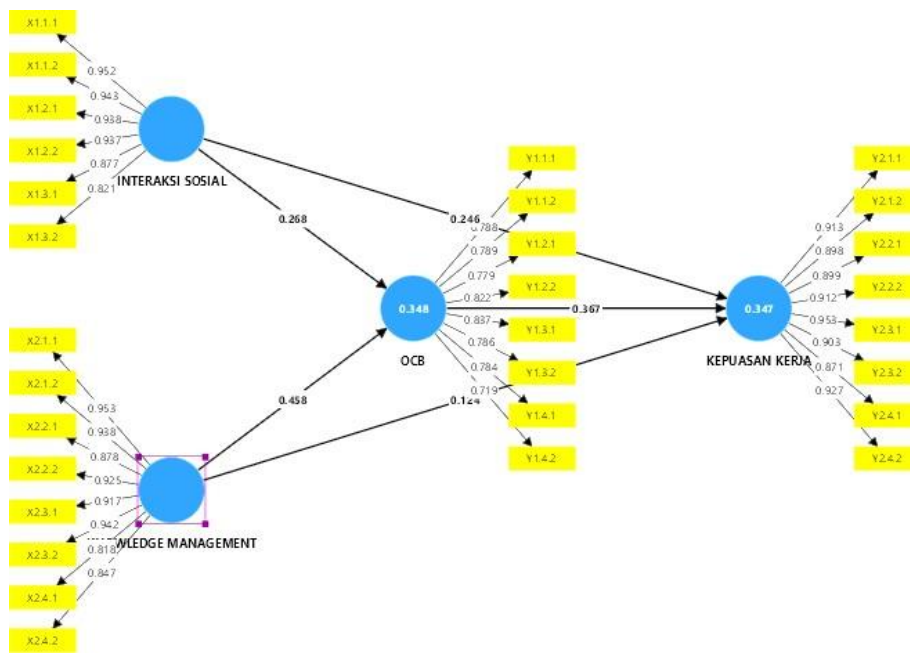 X1.1.1
X1.1.2
X1.2.1
X1.2.2
X1.3.1
X1.3.2
0.952
0.943
0.938
0.937
0.877
0.821
INTERAKSI SOSIAL
0.268
0.246
X2.1.1
X2.1.2
X2.2.1
X2.2.2
X2.3.1
X2.3.2
X2.4.1
X2.4.2
0.953
0.938
0.878
0.925
0.917
0.942
0.818
0.847
WLEDGE MANAGEMENT
0.458
0.124
0.348
OCB
Y1.1.1
Y1.1.2
Y1.2.1
Y1.2.2
Y1.3.1
Y1.3.2
Y1.4.1
Y1.4.2
0.788
0.789
0.779
0.822
0.837
0.786
0.784
0.719
0.367
0.347
KEPUASAN KERJA
Y2.1.1
Y2.1.2
Y2.2.1
Y2.2.2
Y2.3.1
Y2.3.2
Y2.4.1
Y2.4.2
0.913
0.898
0.899
0.912
0.953
0.903
0.871
0.927